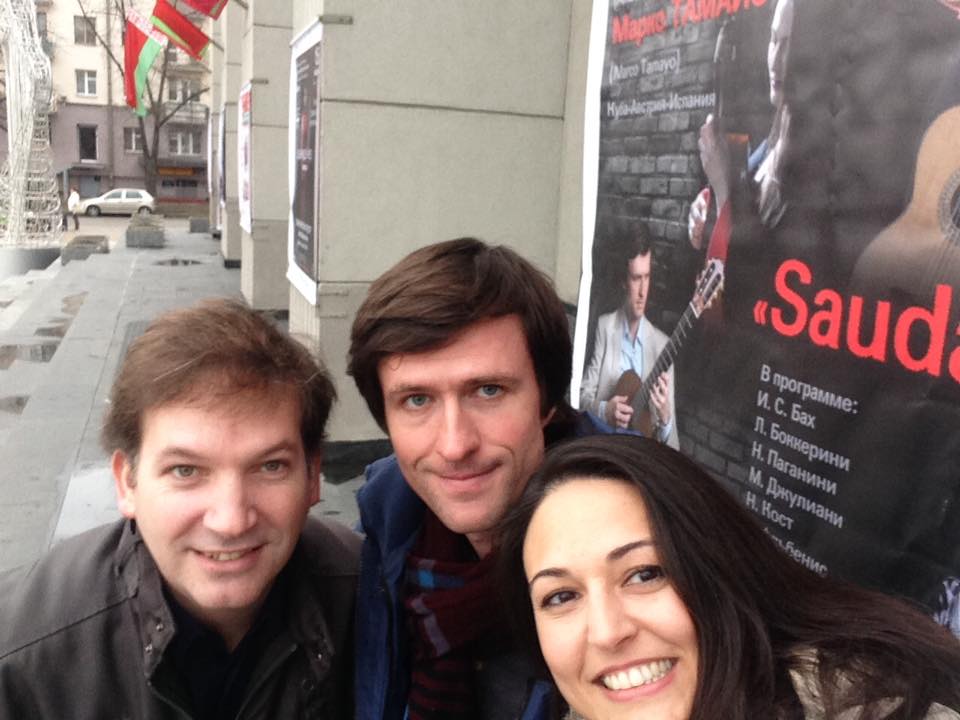 Марко ТАМАЙО
(Marco Tamayo)
Куба-Австрия-Испания
«Sauda
В программе:
И. С. Бах
Л. Боккерини
Н. Паганини
М. Джулиани
Н. Кост